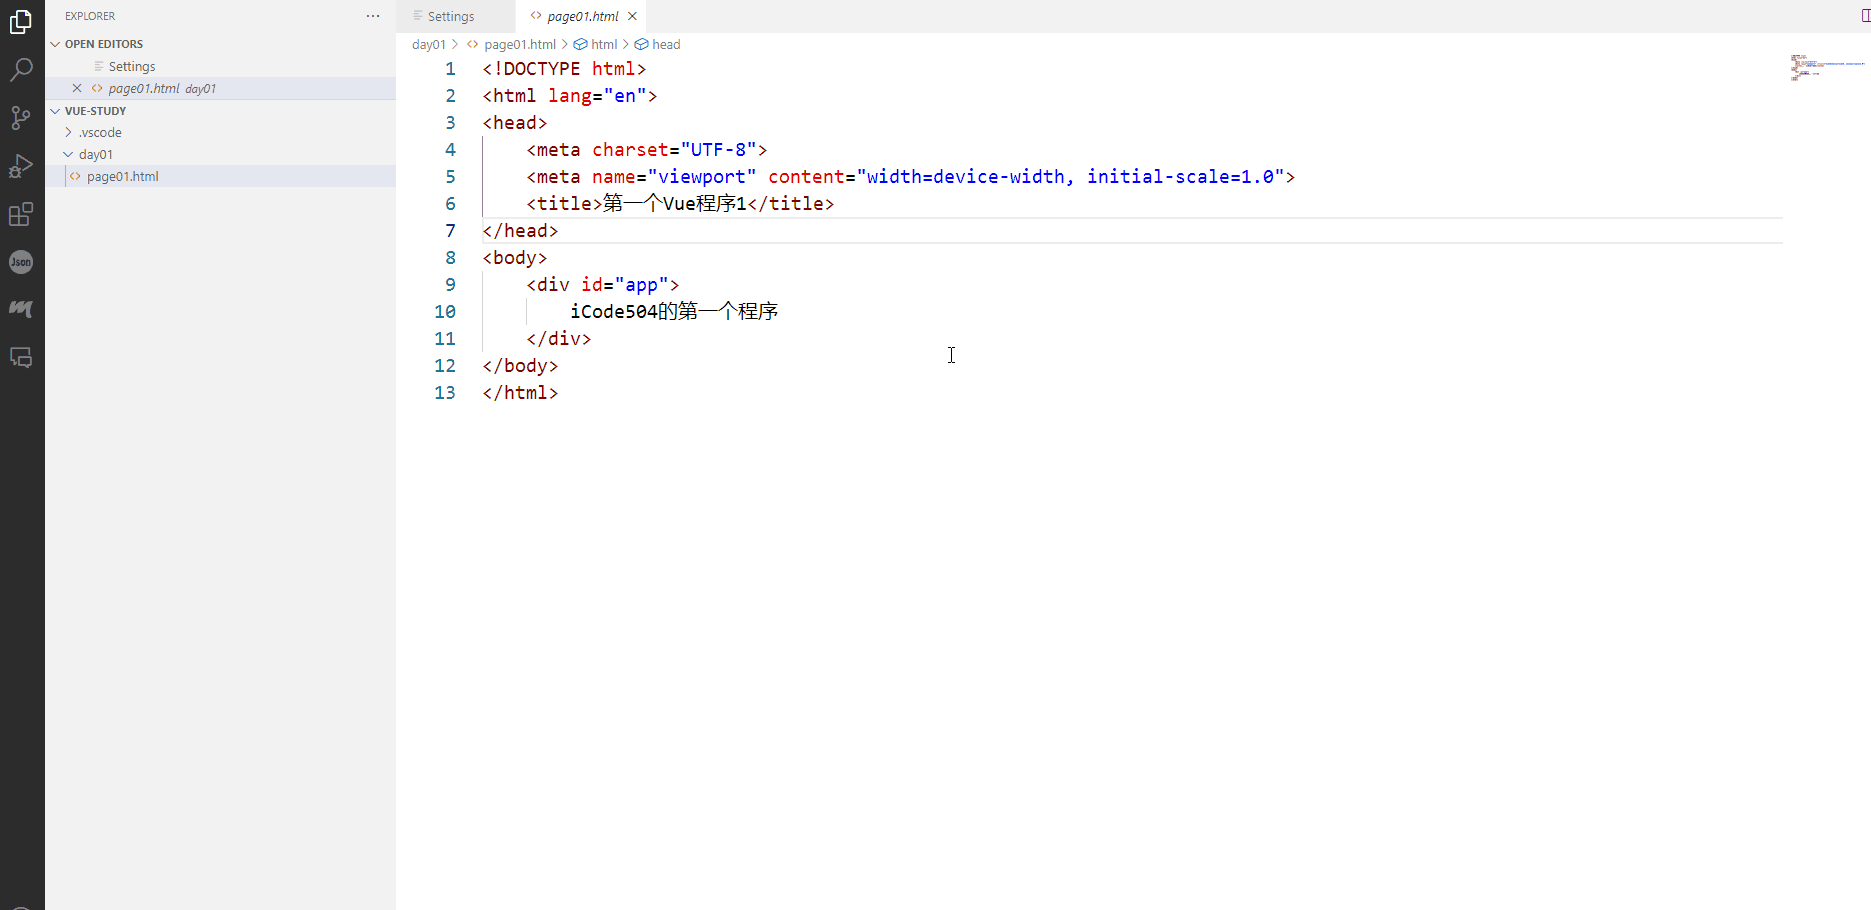 EXPLORER
OPEN EDITORS
Settings
page01.html day01
VUE-STUDY
.vscode
day01
page01.html
Json
Settings
page01.html
day01 > page01.html > html > head
1 <!DOCTYPE html>
2 <html lang="en">
3 <head>
4 <meta charset="UTF-8">
5 <meta name="viewport" content="width=device-width, initial-scale=1.0">
6 <title>第一个Vue程序1</title>
7 </head>
8 <body>
9 <div id="app">
10 iCode504的第一个程序
11 </div>
12 </body>
13 </html>